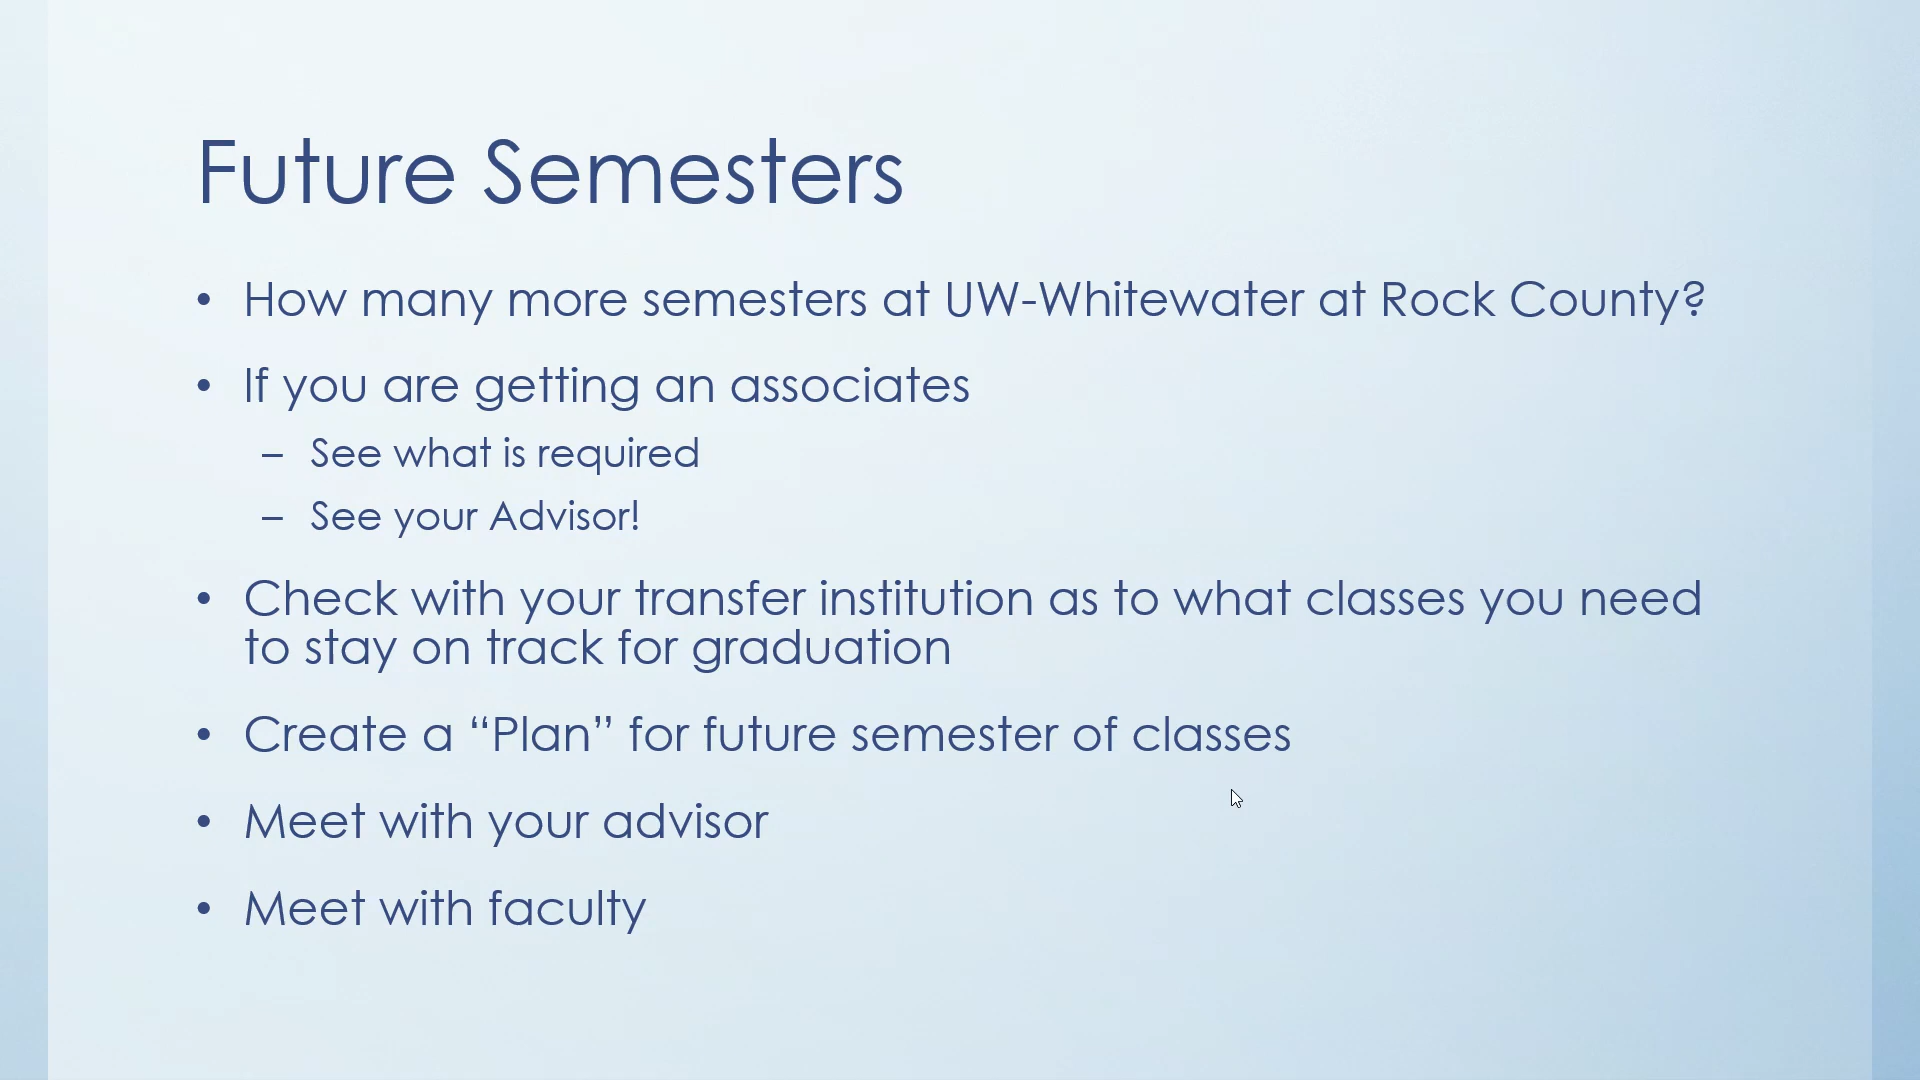 Future Semesters
• How many more semesters at UW-Whitewater at Rock County?
• If you are getting an associates
– See what is required
– See your Advisor!
• Check with your transfer institution as to what classes you need
to stay on track for graduation
• Create a “Plan” for future semester of classes
• Meet with your advisor
• Meet with faculty